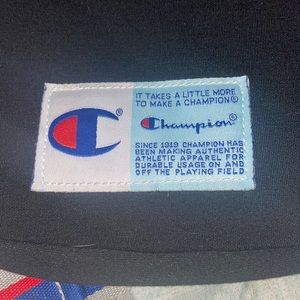 IT TAKES A LITTLE MORE
TO MAKE A CHAMPION®
Champion®
SINCE 1919 CHAMPION HAS
BEEN MAKING AUTHENTIC
ATHLETIC APPAREL FOR
DURABLE USAGE ON AND
OFF THE PLAYING FIELD